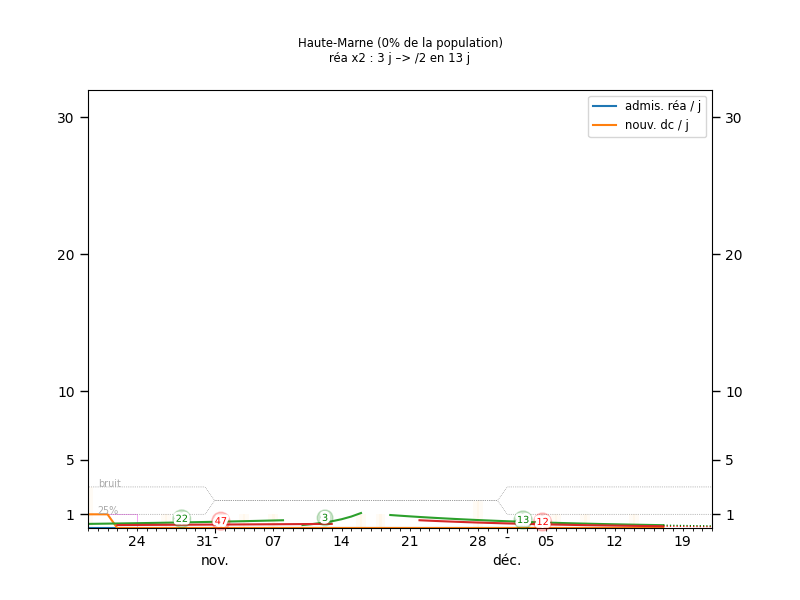 Haute-Marne (0% de la population)
réa x2 : 3 j –> /2 en 13 j
admis. réa / j
nouv. dc / j
30 30
20 20
10 10
5 5
1 1
bruit
25%
22 47 3 13 12
24 31 07 14 21 28 05 12 19
nov. déc.